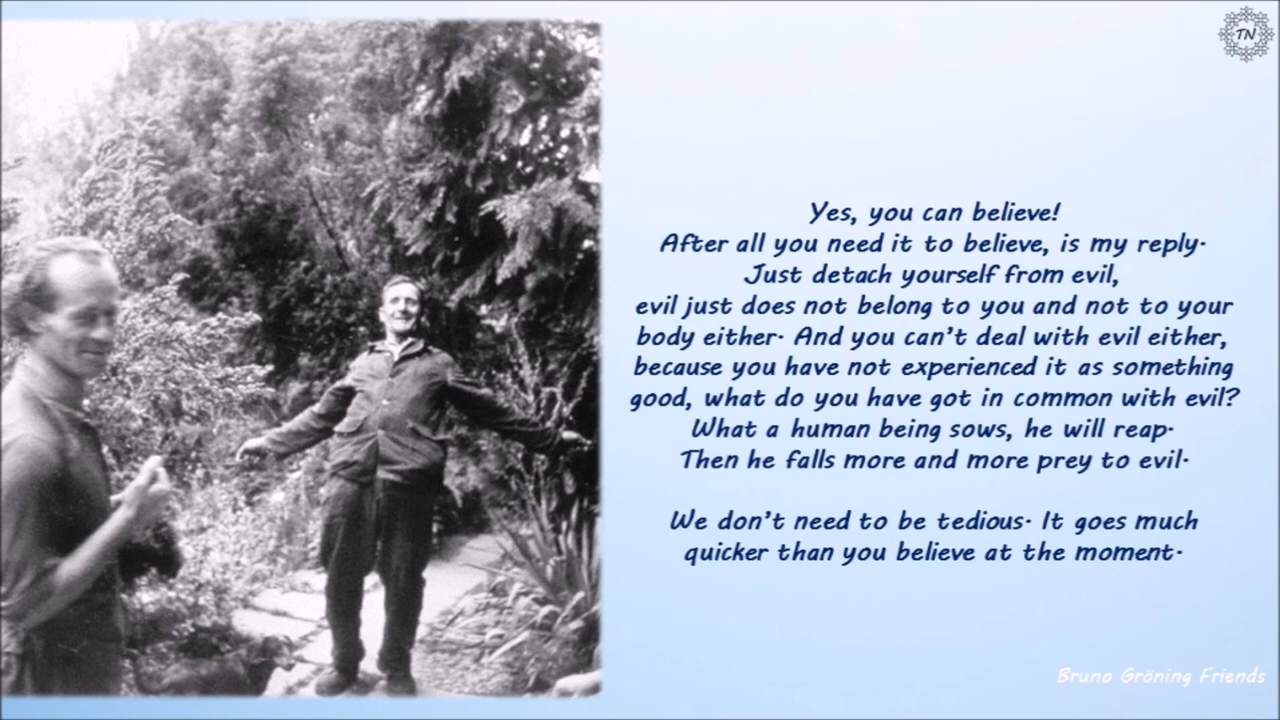 TN
Yes, you can believe!
After all you need it to believe, is my reply.
Just detach yourself from evil,
evil just does not belong to you and not to your
body either. And you can't deal with evil either,
because you have not experienced it as something
good, what do you have got in common with evil?
What a human being sows, he will reap.
Then he falls more and more prey to evil.
We don't need to be tedious. It goes much
quicker than you believe at the moment.
Bruno Gröning Friends